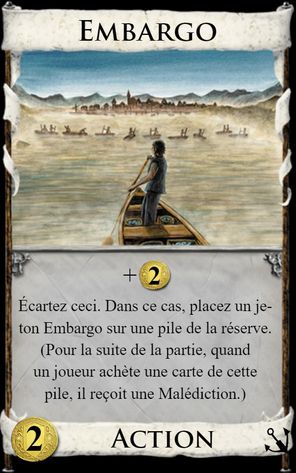 EMBARGO
+ 2
Écartez ceci. Dans ce cas, placez un je-
ton Embargo sur une pile de la réserve.
(Pour la suite de la partie, quand
un joueur achète une carte de cette
pile, il reçoit une Malédiction.)
2 ACTION